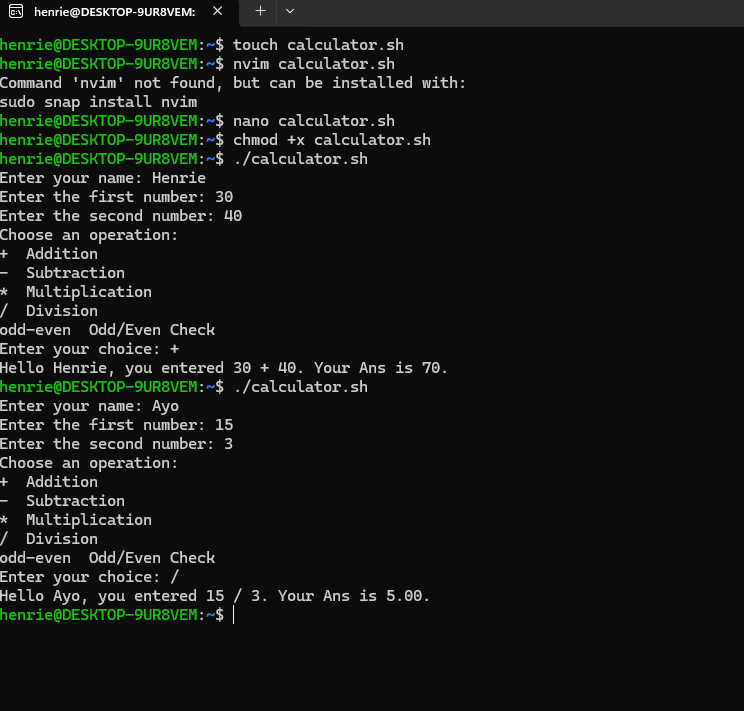 henrie@DESKTOP-9UR8VEM:
henrie@DESKTOP-9UR8VEM:~$ touch calculator.sh
henrie@DESKTOP-9UR8VEM:~$ nvim calculator.sh
Command 'nvim' not found, but can be installed with:
sudo snap install nvim
henrie@DESKTOP-9UR8VEM:~$ nano calculator.sh
henrie@DESKTOP-9UR8VEM:~$ chmod +x calculator.sh
henrie@DESKTOP-9UR8VEM:~$ ./calculator.sh
Enter your name: Henrie
Enter the first number: 30
Enter the second number: 40
Choose an operation:
+  Addition
-  Subtraction
*  Multiplication
/  Division
odd-even  Odd/Even Check
Enter your choice: +
Hello Henrie, you entered 30 + 40. Your Ans is 70.
henrie@DESKTOP-9UR8VEM:~$ ./calculator.sh
Enter your name: Ayo
Enter the first number: 15
Enter the second number: 3
Choose an operation:
+  Addition
-  Subtraction
*  Multiplication
/  Division
odd-even  Odd/Even Check
Enter your choice: /
Hello Ayo, you entered 15 / 3. Your Ans is 5.00.
henrie@DESKTOP-9UR8VEM:~$